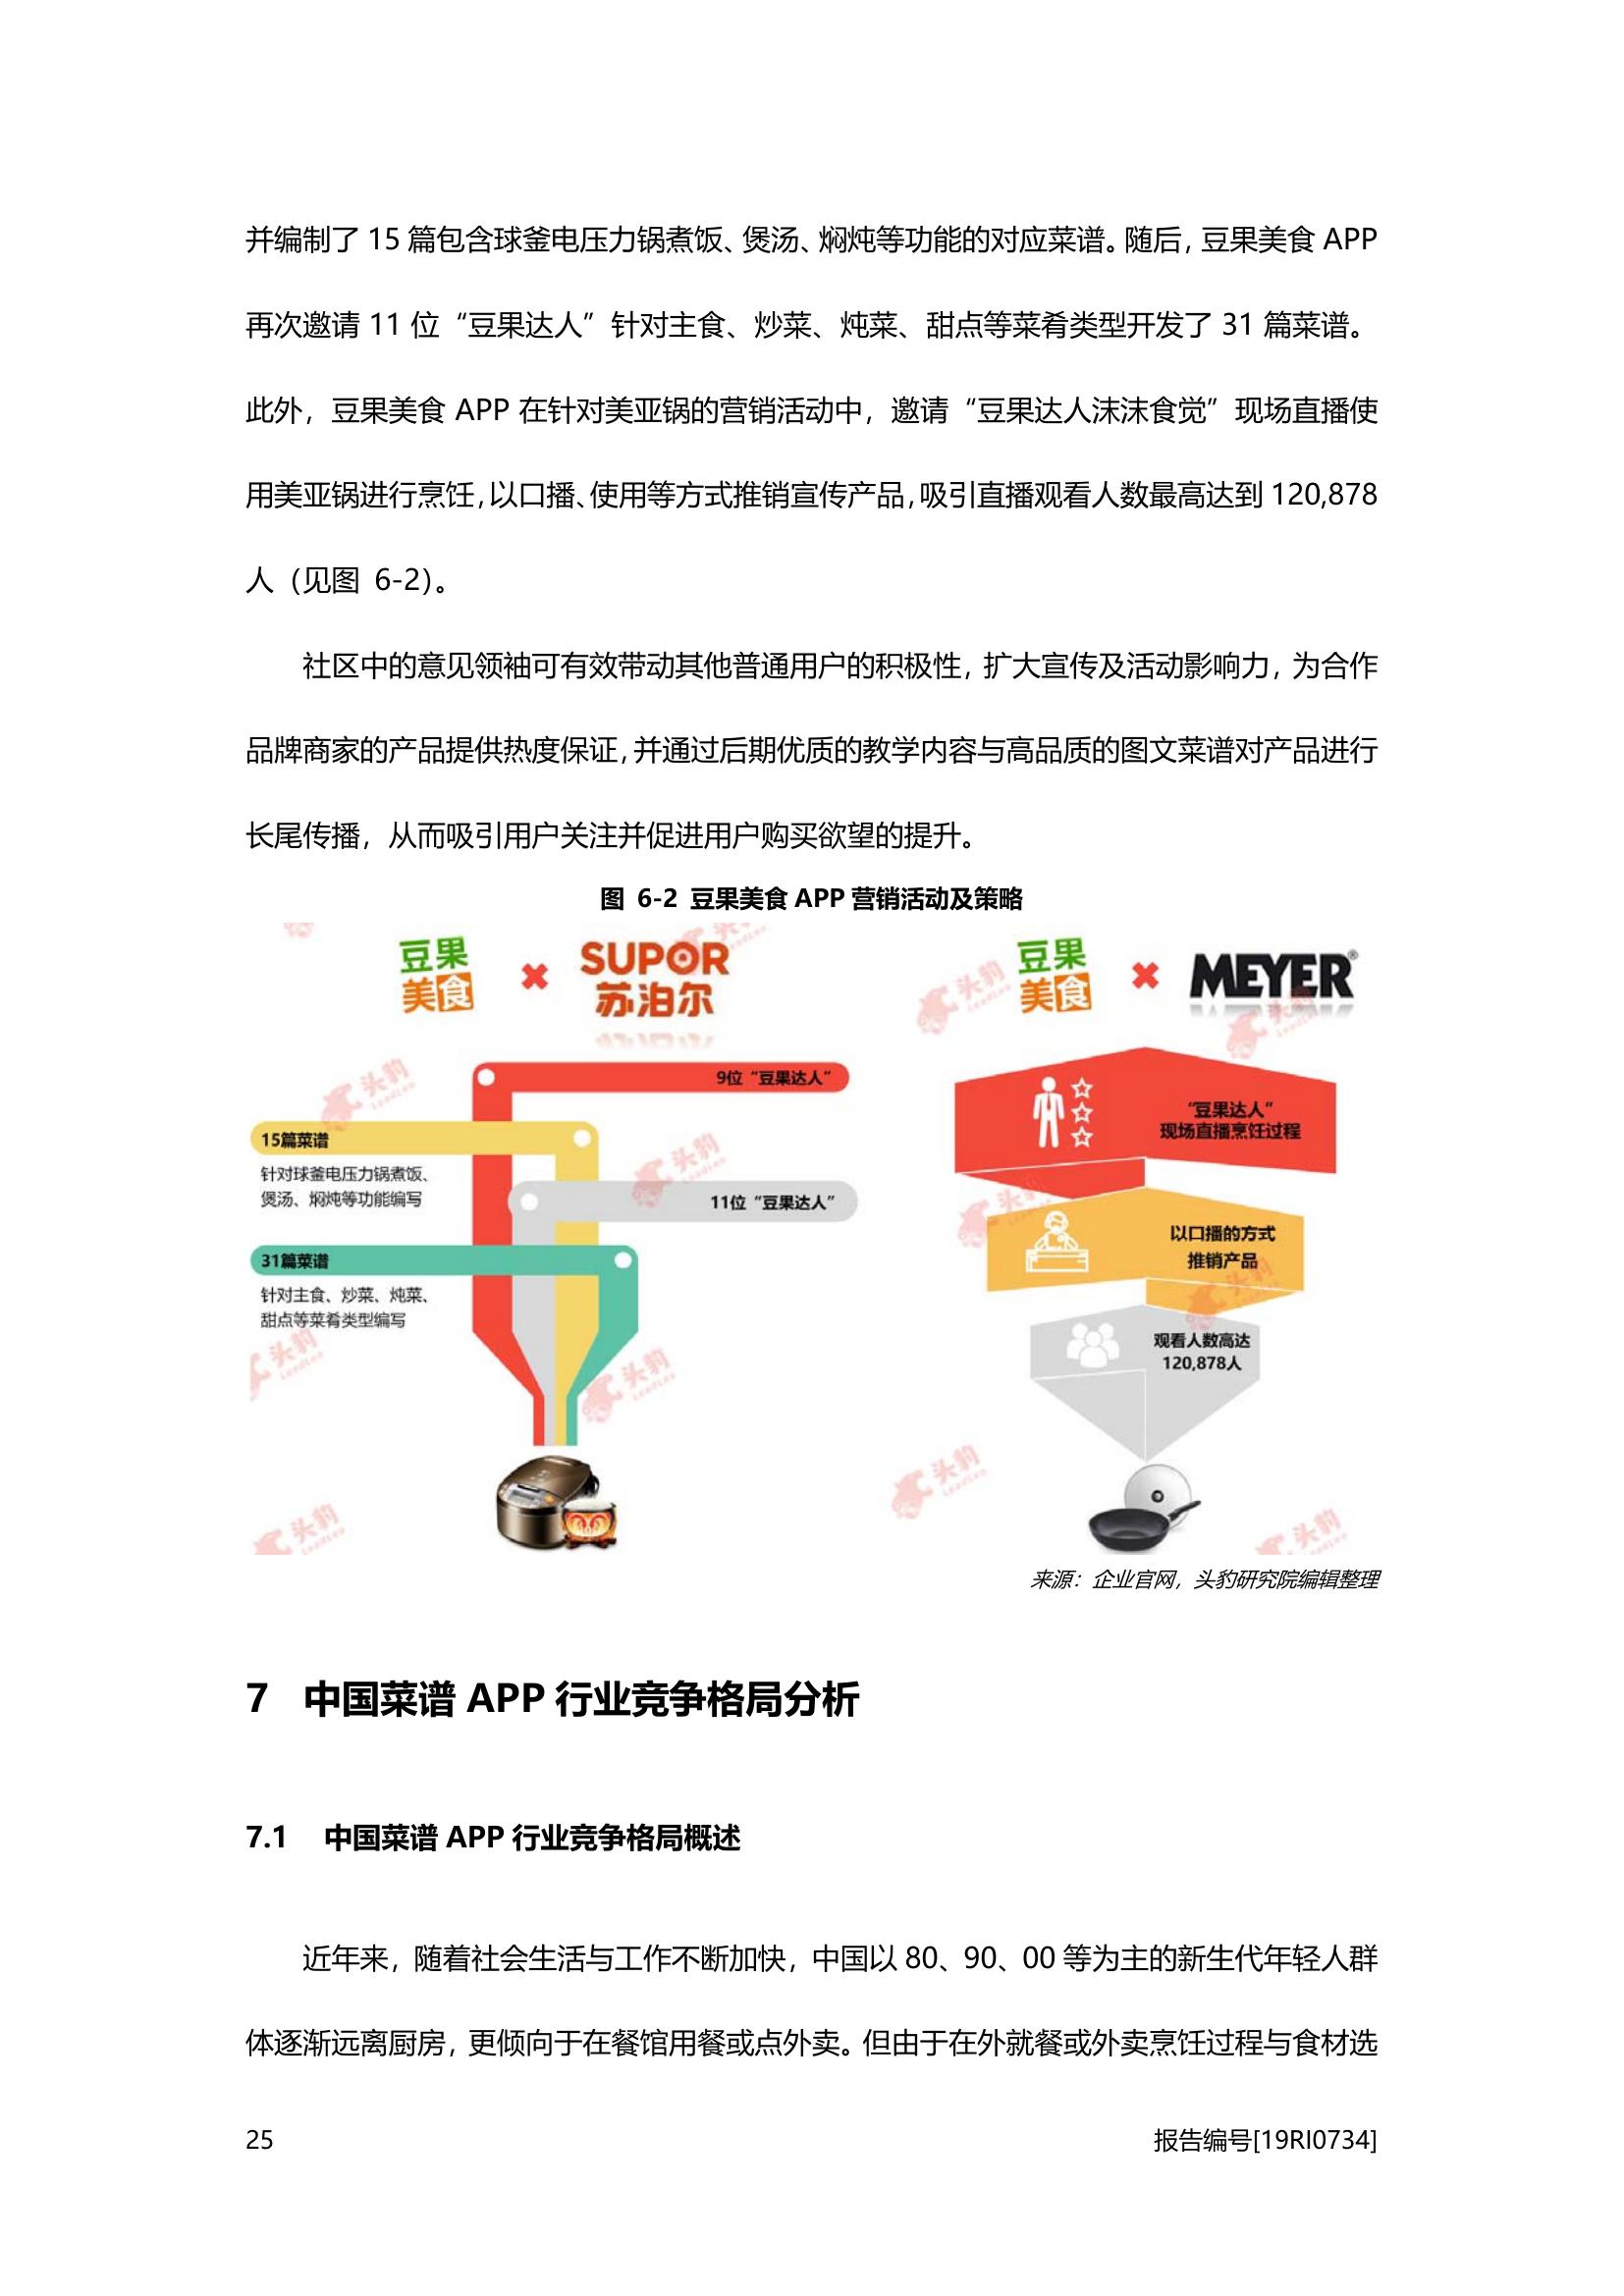 并编制了 15 篇包含球釜电压力锅煮饭、煲汤、焖炖等功能的对应菜谱。随后，豆果美食 APP
再次邀请 11 位“豆果达人”针对主食、炒菜、炖菜、甜点等菜肴类型开发了 31 篇菜谱。
此外，豆果美食 APP 在针对美亚锅的营销活动中，邀请“豆果达人沫沫食觉”现场直播使
用美亚锅进行烹饪，以口播、使用等方式推销宣传产品，吸引直播观看人数最高达到 120,878
人（见图 6-2）。
社区中的意见领袖可有效带动其他普通用户的积极性，扩大宣传及活动影响力，为合作
品牌商家的产品提供热度保证，并通过后期优质的教学内容与高品质的图文菜谱对产品进行
长尾传播，从而吸引用户关注并促进用户购买欲望的提升。
图 6-2 豆果美食 APP 营销活动及策略
豆果
美食
SUPOR
苏泊尔
9位“豆果达人”
15篇菜谱
针对球釜电压力锅煮饭、
煲汤、焖炖等功能编写
11位“豆果达人”
31篇菜谱
针对主食、炒菜、炖菜、
甜点等菜肴类型编写
豆果
美食
MEYER®
“豆果达人”
现场直播烹饪过程
以口播的方式
推销产品
观看人数高达
120,878人
头豹
LeadLeo
来源：企业官网，头豹研究院编辑整理
7 中国菜谱 APP 行业竞争格局分析
7.1 中国菜谱 APP 行业竞争格局概述
近年来，随着社会生活与工作不断加快，中国以 80、90、00 等为主的新生代年轻人群
体逐渐远离厨房，更倾向于在餐馆用餐或点外卖。但由于在外就餐或外卖烹饪过程与食材选
25
报告编号[19RI0734]